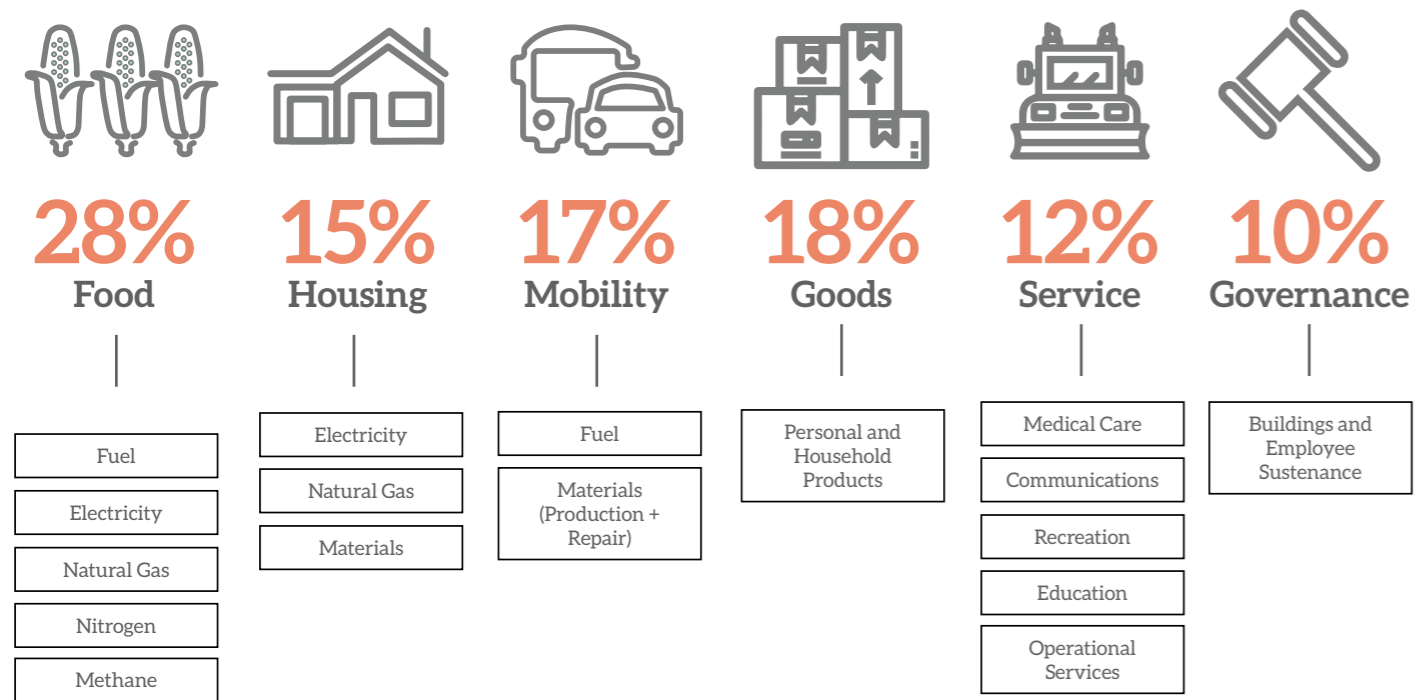 28%
Food
Fuel
Electricity
Natural Gas
Nitrogen
Methane
15%
Housing
Electricity
Natural Gas
Materials
17%
Mobility
Fuel
Materials
(Production +
Repair)
18%
Goods
Personal and
Household
Products
12%
Service
Medical Care
Communications
Recreation
Education
Operational
Services
10%
Governance
Buildings and
Employee
Sustenance